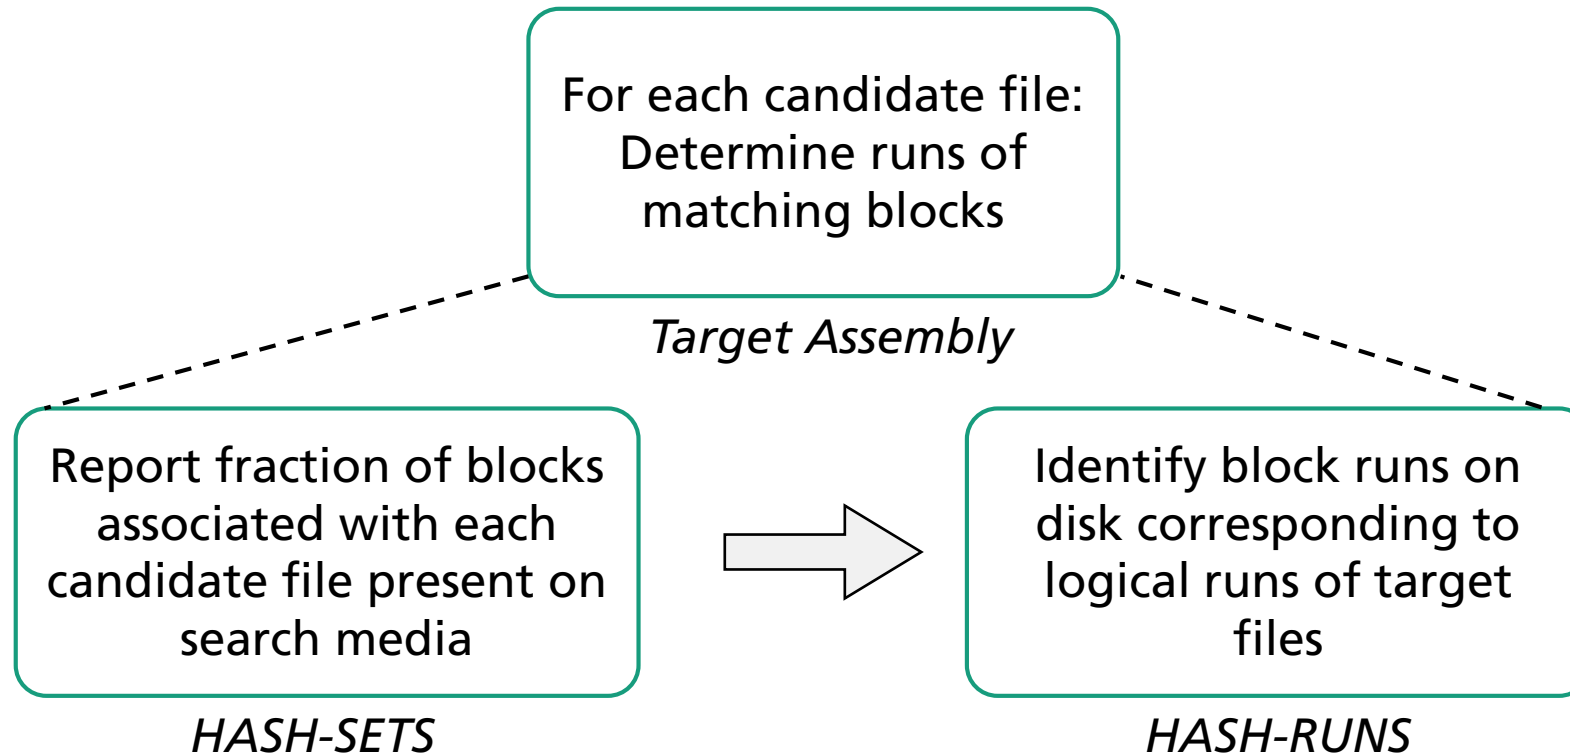 For each candidate file:
Determine runs of
matching blocks
Target Assembly
Report fraction of blocks
associated with each
candidate file present on
search media
HASH-SETS
Identify block runs on
disk corresponding to
logical runs of target
files
HASH-RUNS